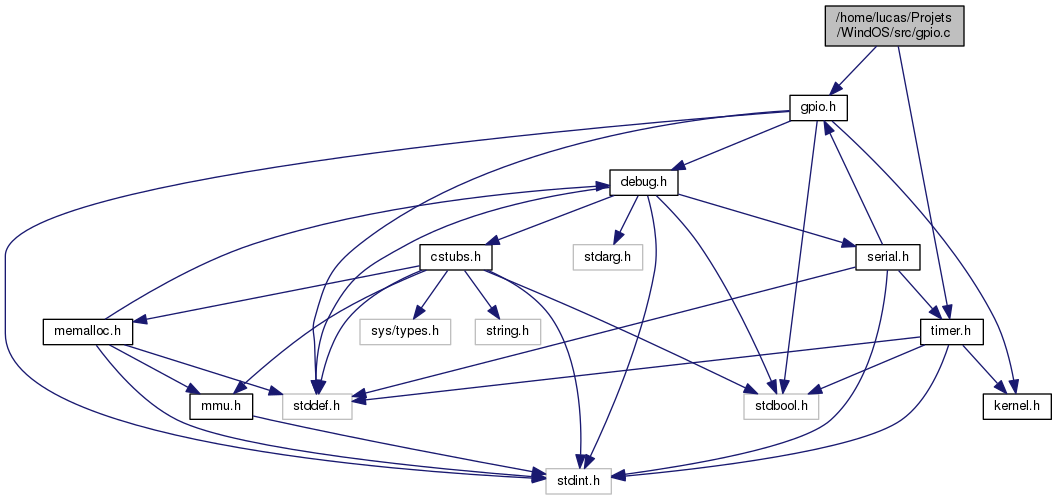 /home/lucas/Projets
/WindOS/src/gpio.c
gpio.h
debug.h
cstubs.h
stdarg.h
serial.h
memalloc.h
sys/types.h
string.h
timer.h
mmu.h
stddef.h
stdbool.h
kernel.h
stdint.h